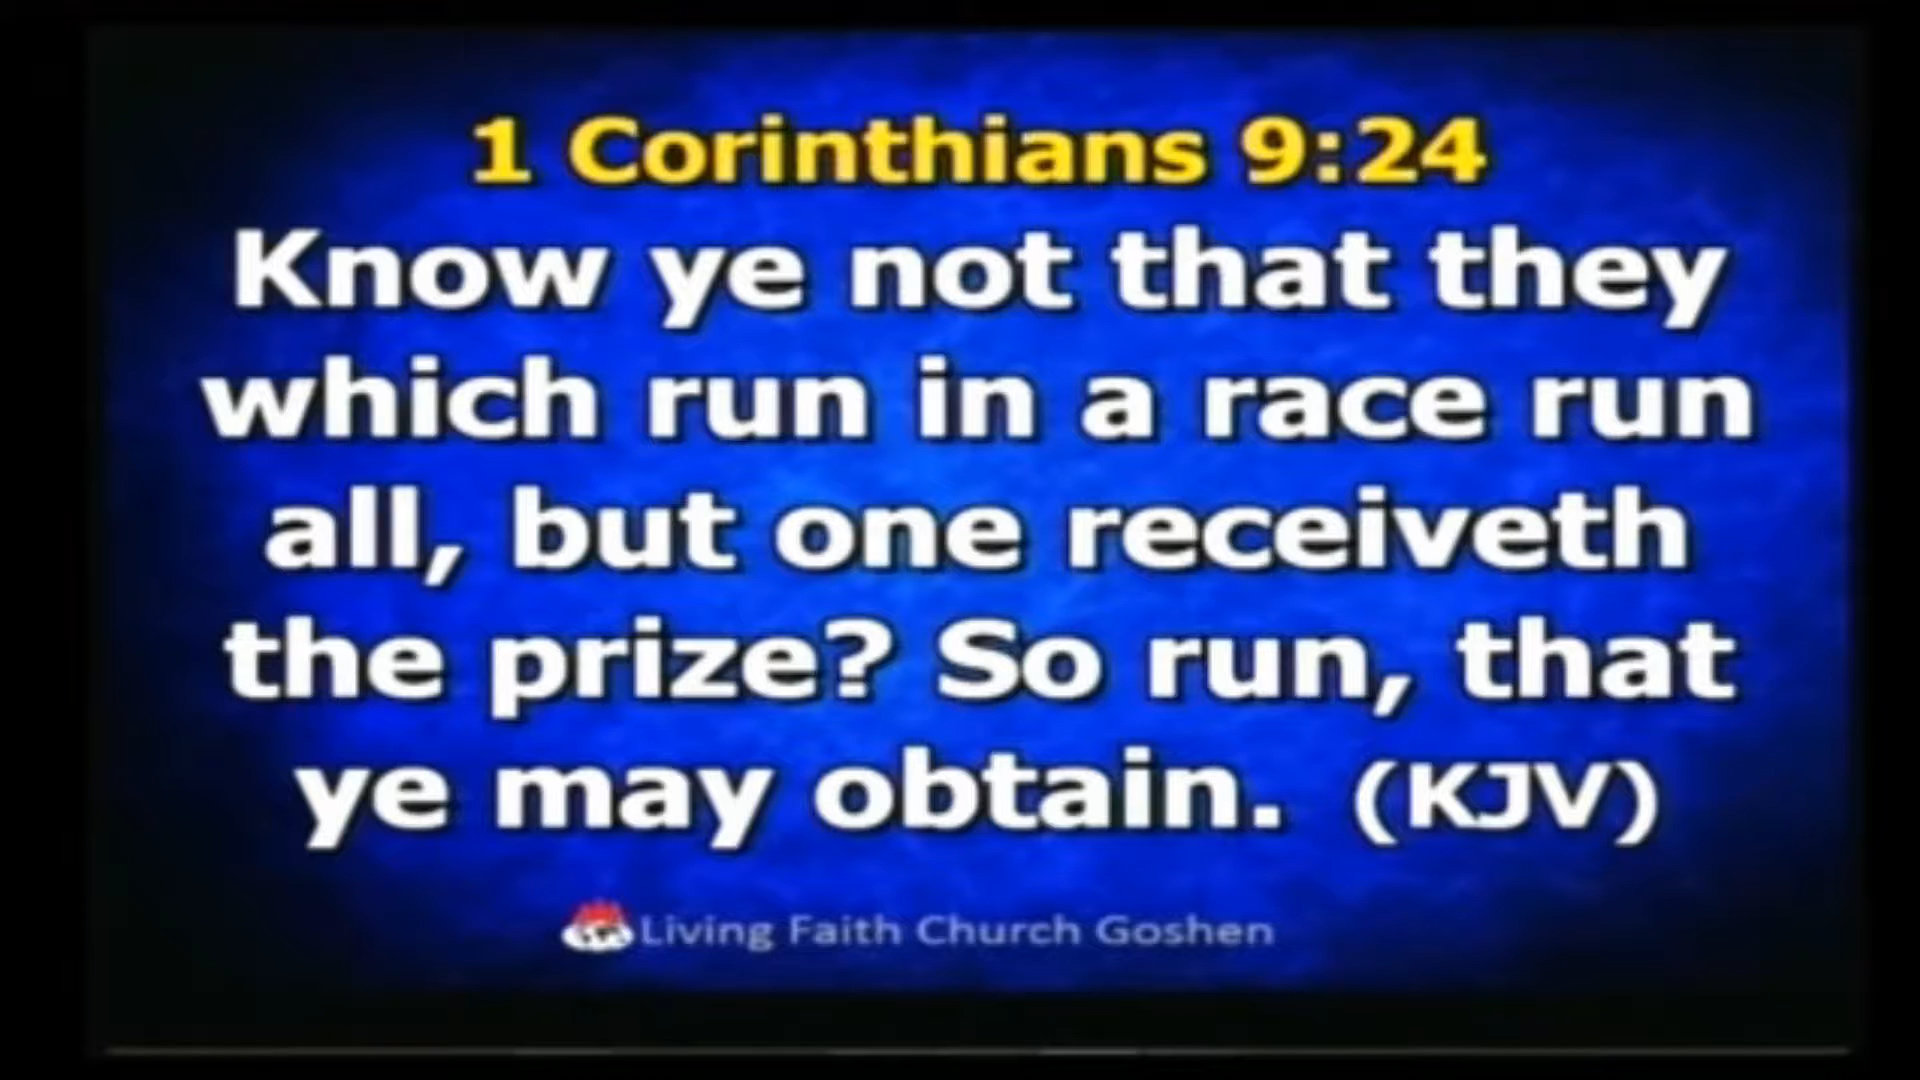 1 Corinthians 9:24
Know ye not that they
which run in a race run
all, but one receiveth
the prize? So run, that
ye may obtain. (KJV)
Living Faith Church Goshen